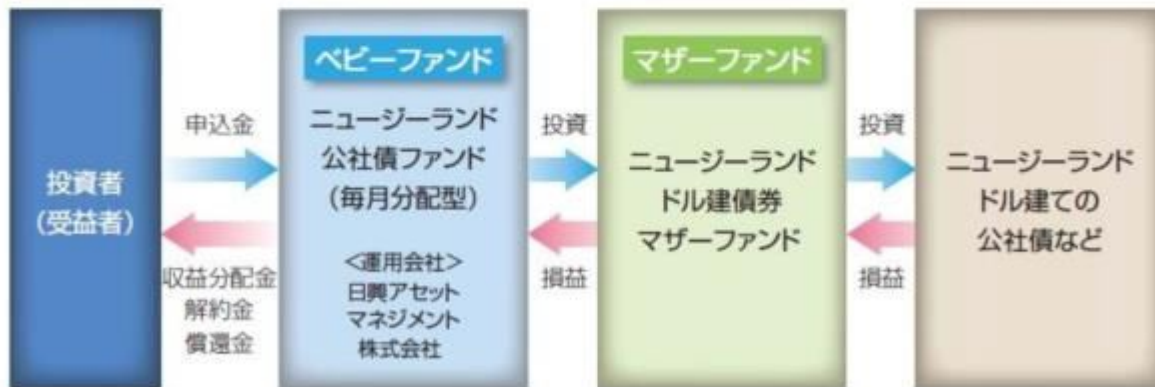 投資者
(受益者)
申込金
収益分配金
解約金
償還金
ベビーファンド
ニュージーランド
公社債ファンド
(毎月分配型)
<運用会社>
日興アセット
マネジメント
株式会社
投資
損益
マザーファンド
ニュージーランド
ドル建債券
マザーファンド
投資
損益
ニュージーランド
ドル建ての
公社債など